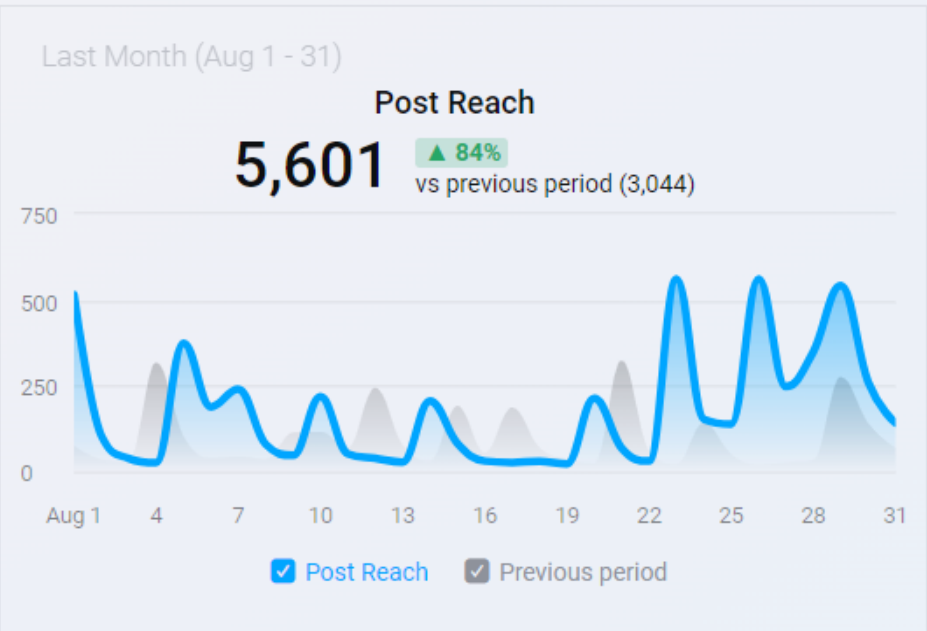 Last Month (Aug 1 - 31)
Post Reach
5,601
▲ 84%
vs previous period (3,044)
750
500
250
0
Aug 1 4 7 10 13 16 19 22 25 28 31
Post Reach Previous period